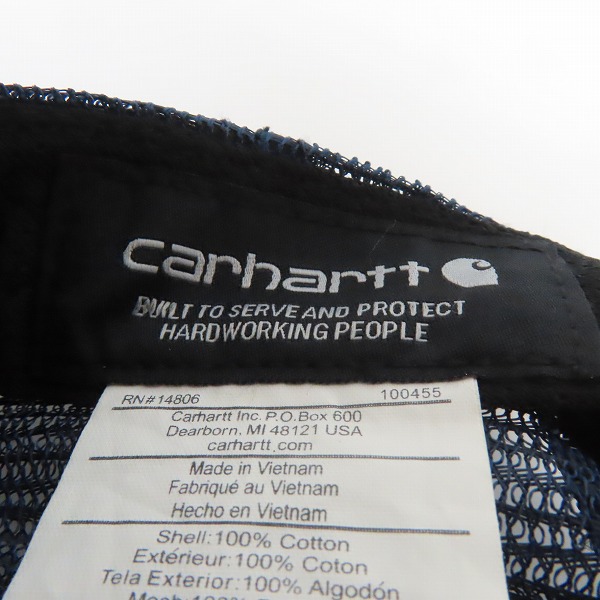 carhartt
BUILT TO SERVE AND PROTECT
HARDWORKING PEOPLE
RN#14806 100455
Carhartt Inc. P.O.Box 600
Dearborn, MI 48121 USA
carhartt.com
Made in Vietnam
Fabriqué au Vietnam
Hecho en Vietnam
Shell:100% Cotton
Extérieur:100% Coton
Tela Exterior:100% Algodón